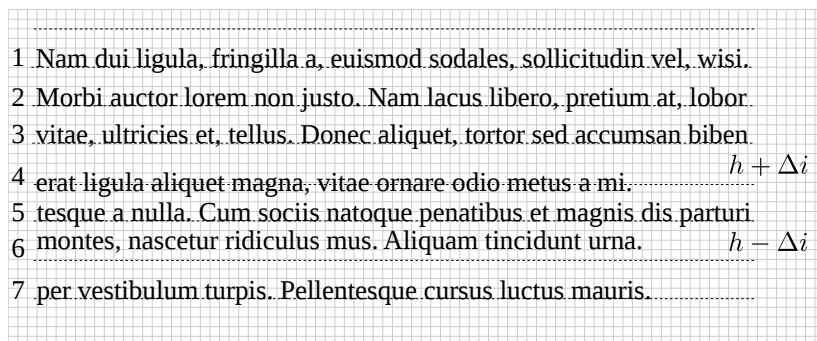 1 Nam dui ligula, fringilla a, euismod sodales, sollicitudin vel, wisi.
2 Morbi auctor lorem non justo. Nam lacus libero, pretium at, lobor
3 vitae, ultricies et, tellus. Donec aliquet, tortor sed accumsan biben
h + Δi
4 erat ligula aliquet magna, vitae ornare odio metus a mi.
5 tesque a nulla. Cum sociis natoque penatibus et magnis dis parturi
6 montes, nascetur ridiculus mus. Aliquam tincidunt urna. h − Δi
7 per vestibulum turpis. Pellentesque cursus luctus mauris.